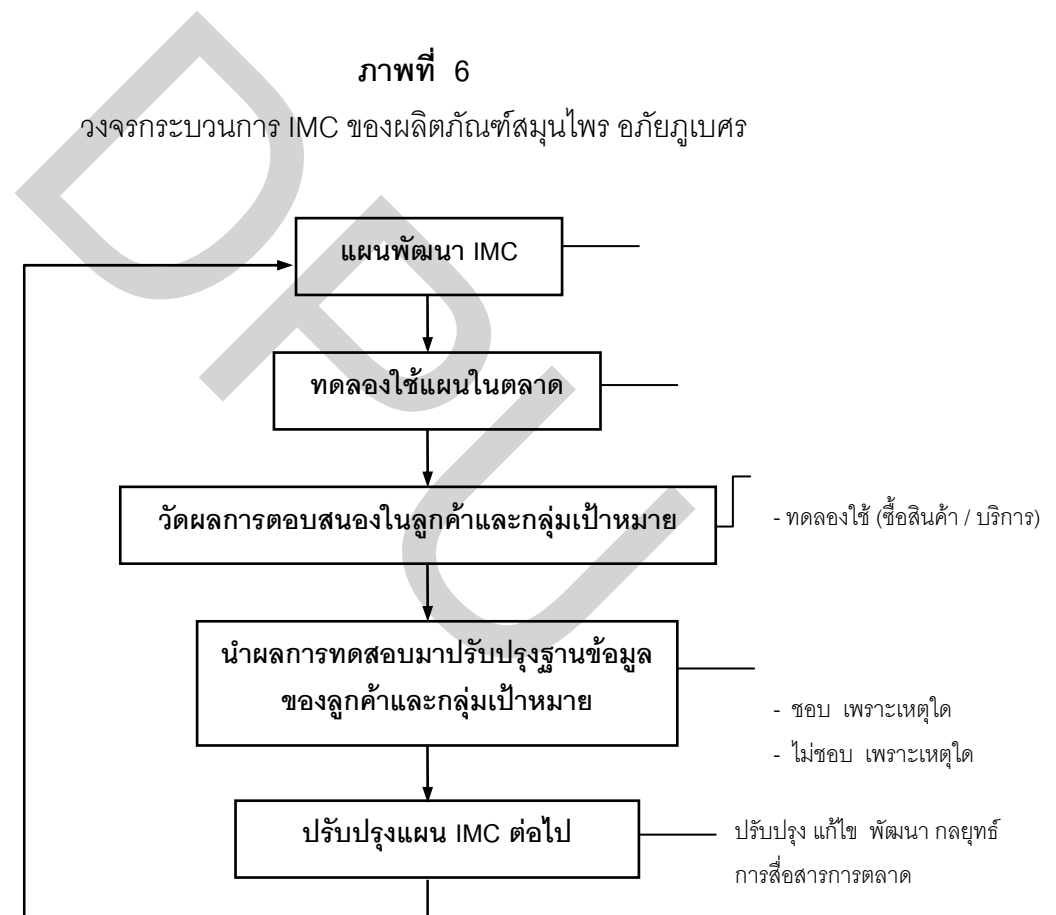 ภาพที่ 6
วงจรกระบวนการ IMC ของผลิตภัณฑ์สมุนไพร อภัยภูเบศร
แผนพัฒนา IMC
ทดลองใช้แผนในตลาด
วัดผลการตอบสนองในลูกค้าและกลุ่มเป้าหมาย
- ทดลองใช้ (ซื้อสินค้า / บริการ)
นำผลการทดสอบมาปรับปรุงฐานข้อมูล
ของลูกค้าและกลุ่มเป้าหมาย
- ชอบ เพราะเหตุใด
- ไม่ชอบ เพราะเหตุใด
ปรับปรุงแผน IMC ต่อไป
ปรับปรุง แก้ไข พัฒนา กลยุทธ์
การสื่อสารการตลาด
DPU